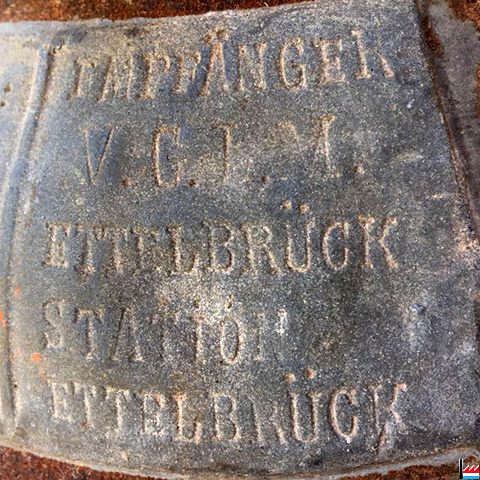 EMPFÄNGER
V.G.L.M.
ETTELBRÜCK
STATION
ETTELBRÜCK